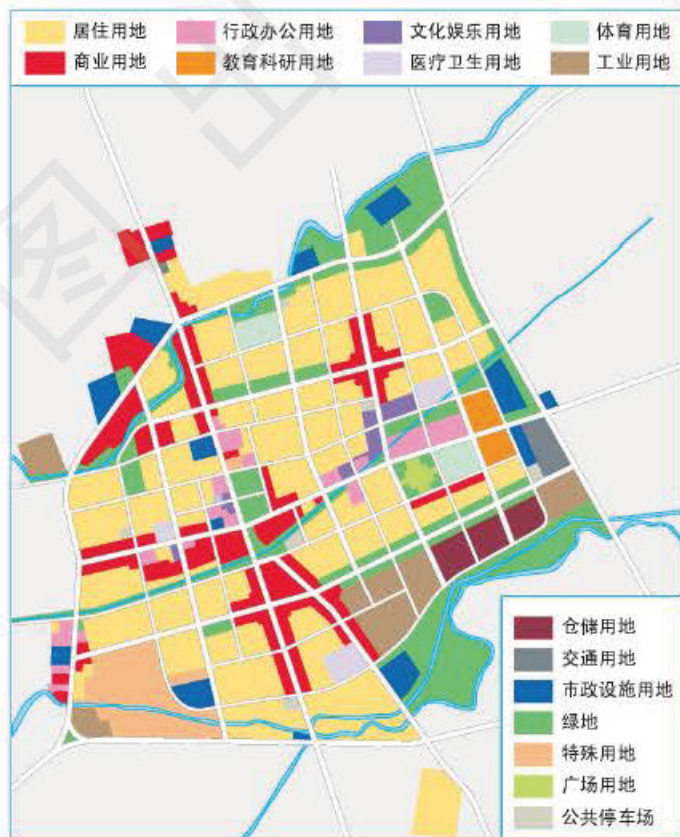 居住用地 行政办公用地 文化娱乐用地 体育用地
商业用地 教育科研用地 医疗卫生用地 工业用地
仓储用地
交通用地
市政设施用地
绿地
特殊用地
广场用地
公共停车场
图出